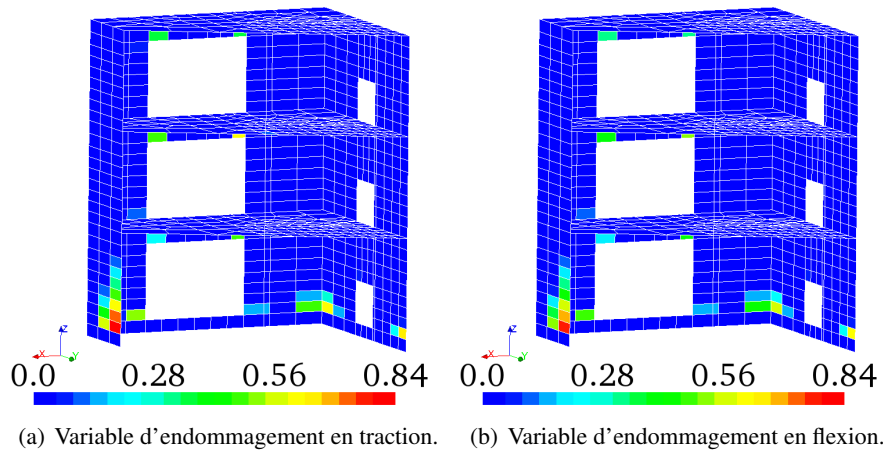 z
X
Y
0.0 0.28 0.56 0.84
(a) Variable d'endommagement en traction.
z
X
Y
0.0 0.28 0.56 0.84
(b) Variable d'endommagement en flexion.